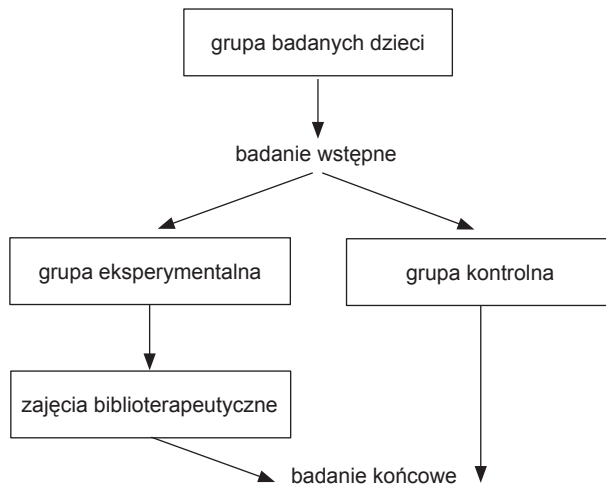 grupa badanych dzieci
badanie wstępne
grupa eksperymentalna
grupa kontrolna
zajęcia biblioterapeutyczne
badanie końcowe